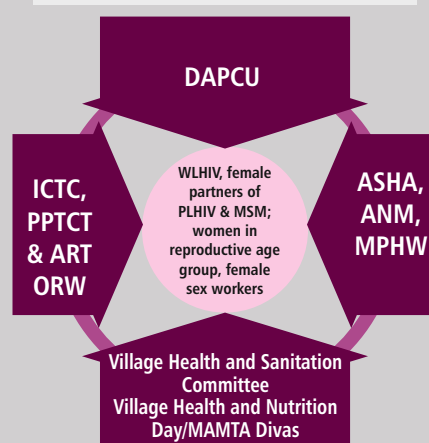 DAPCU
ICTC,
PPTCT
& ART
ORW
WLHIV, female
partners of
PLHIV & MSM;
women in
reproductive age
group, female
sex workers
ASHA,
ANM,
MPHW
Village Health and Sanitation
Committee
Village Health and Nutrition
Day/MAMTA Divas